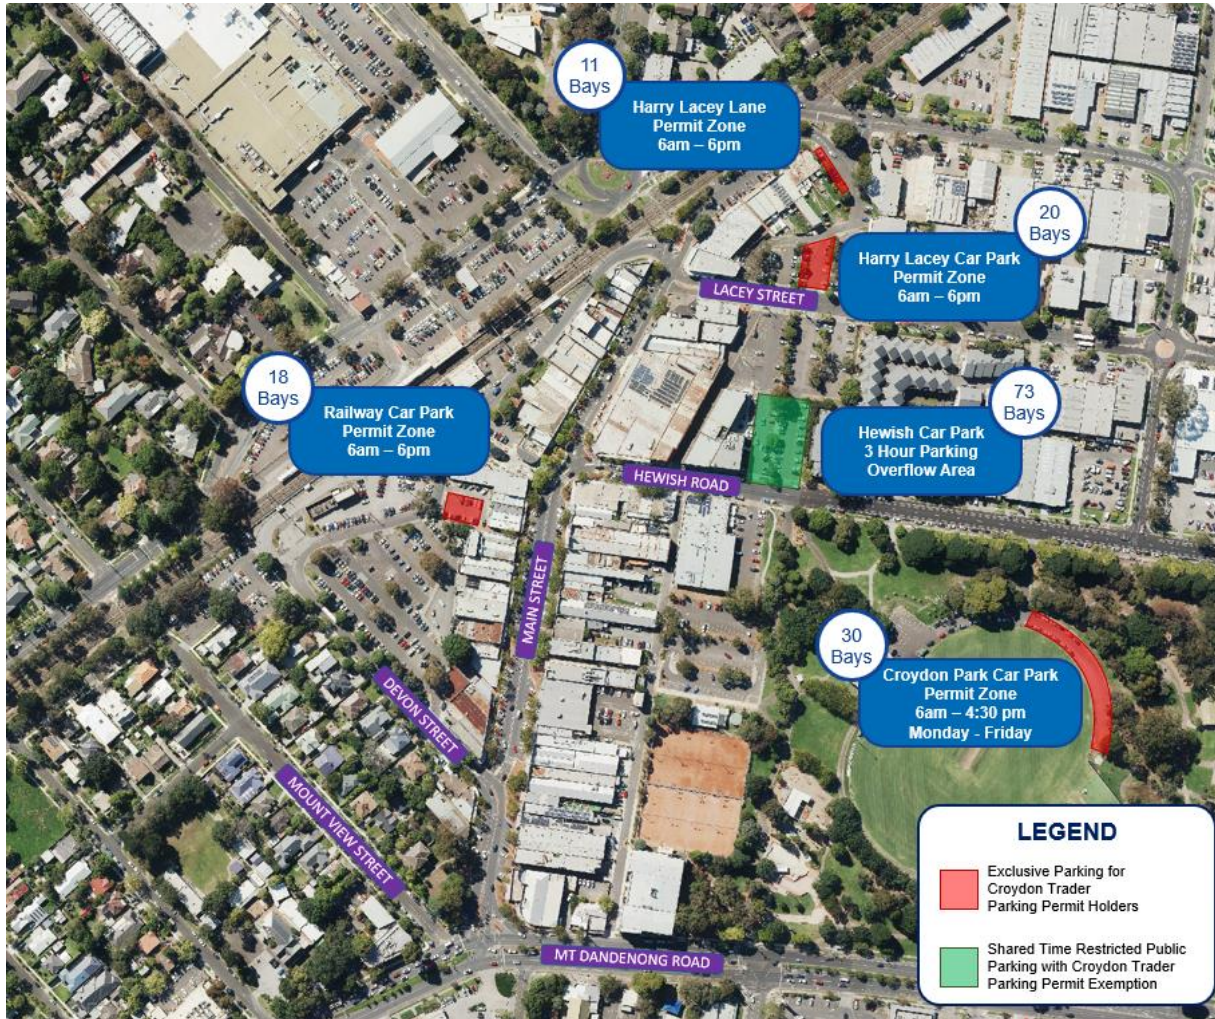 11
Bays
Harry Lacey Lane
Permit Zone
6am – 6pm
20
Bays
Harry Lacey Car Park
Permit Zone
6am – 6pm
LACEY STREET
18
Bays
Railway Car Park
Permit Zone
6am – 6pm
73
Bays
Hewish Car Park
3 Hour Parking
Overflow Area
HEWISH ROAD
MAIN STREET
30
Bays
Croydon Park Car Park
Permit Zone
6am – 4:30 pm
Monday - Friday
DEVON STREET
MOUNT VIEW STREET
MT DANDENONG ROAD
LEGEND
Exclusive Parking for
Croydon Trader
Parking Permit Holders
Shared Time Restricted Public
Parking with Croydon Trader
Parking Permit Exemption